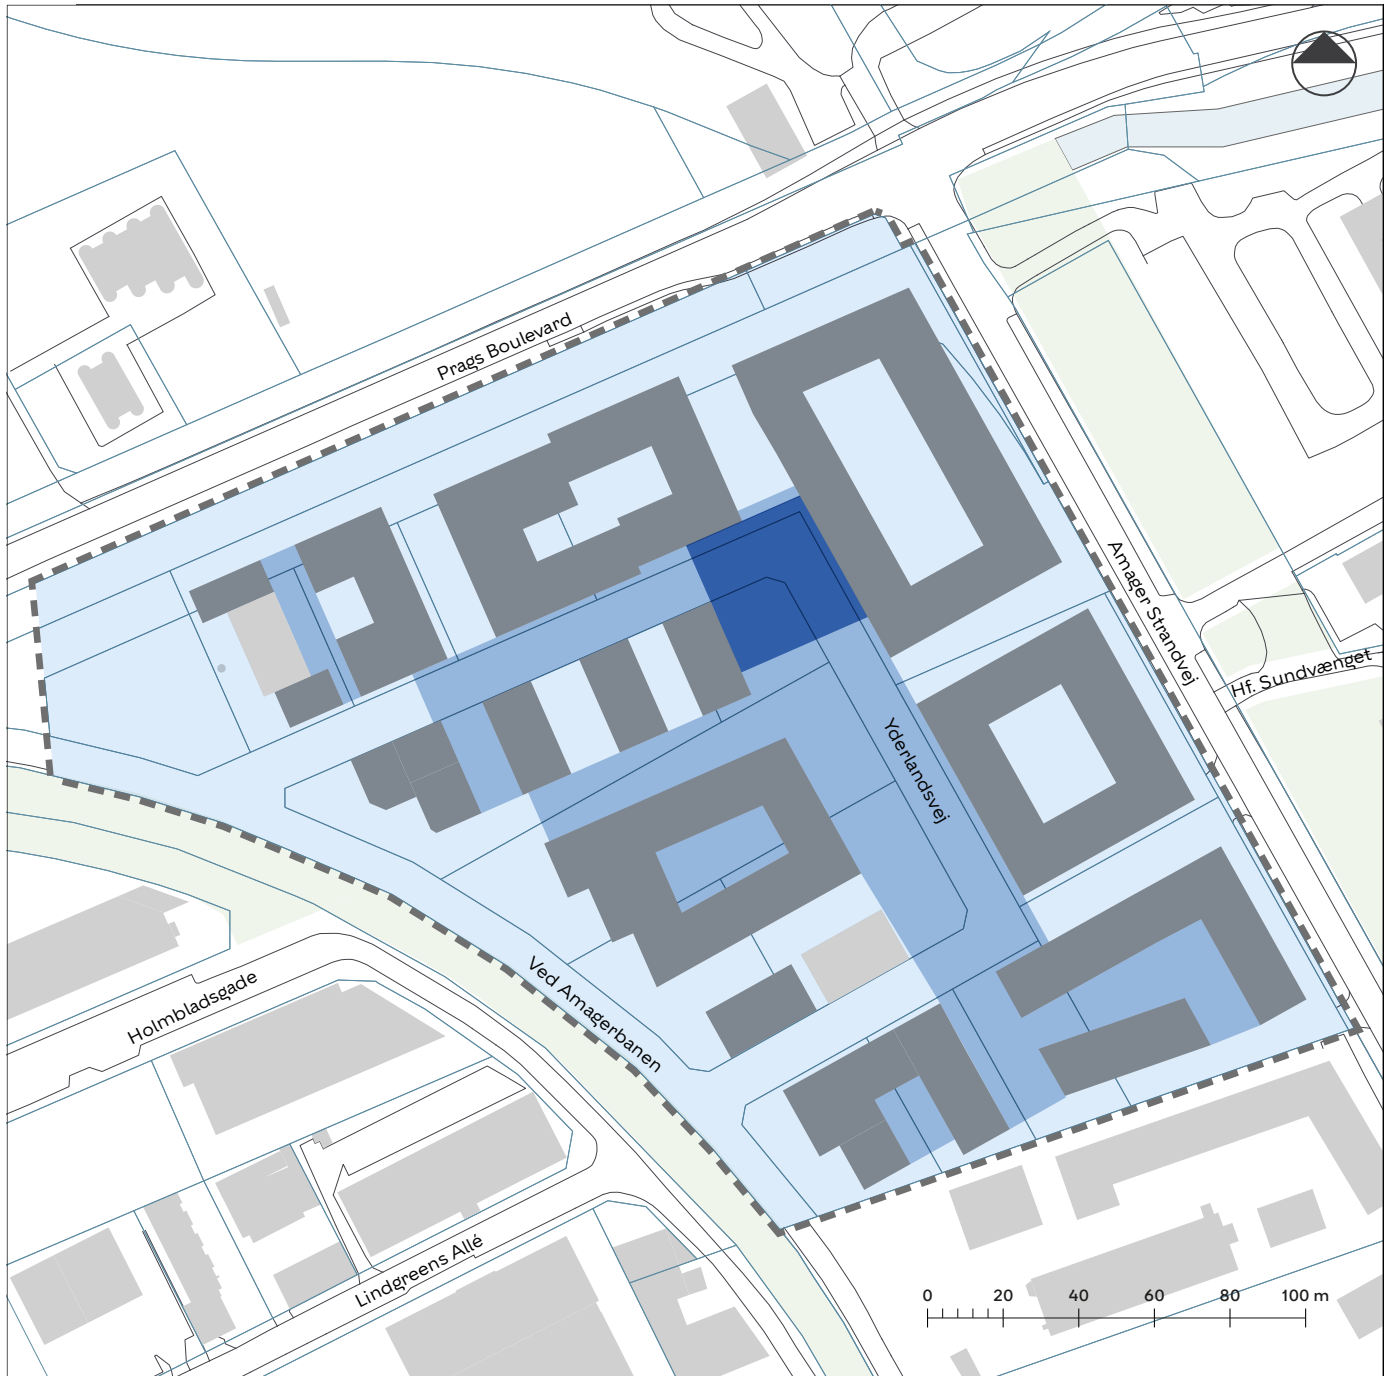 Prags Boulevard
Amager Strandvej
Hf. Sundvænget
Yderlandsvej
Ved Amagerbanen
Holmbladsgade
Lindgreens Allé
0 20 40 60 80 100 m